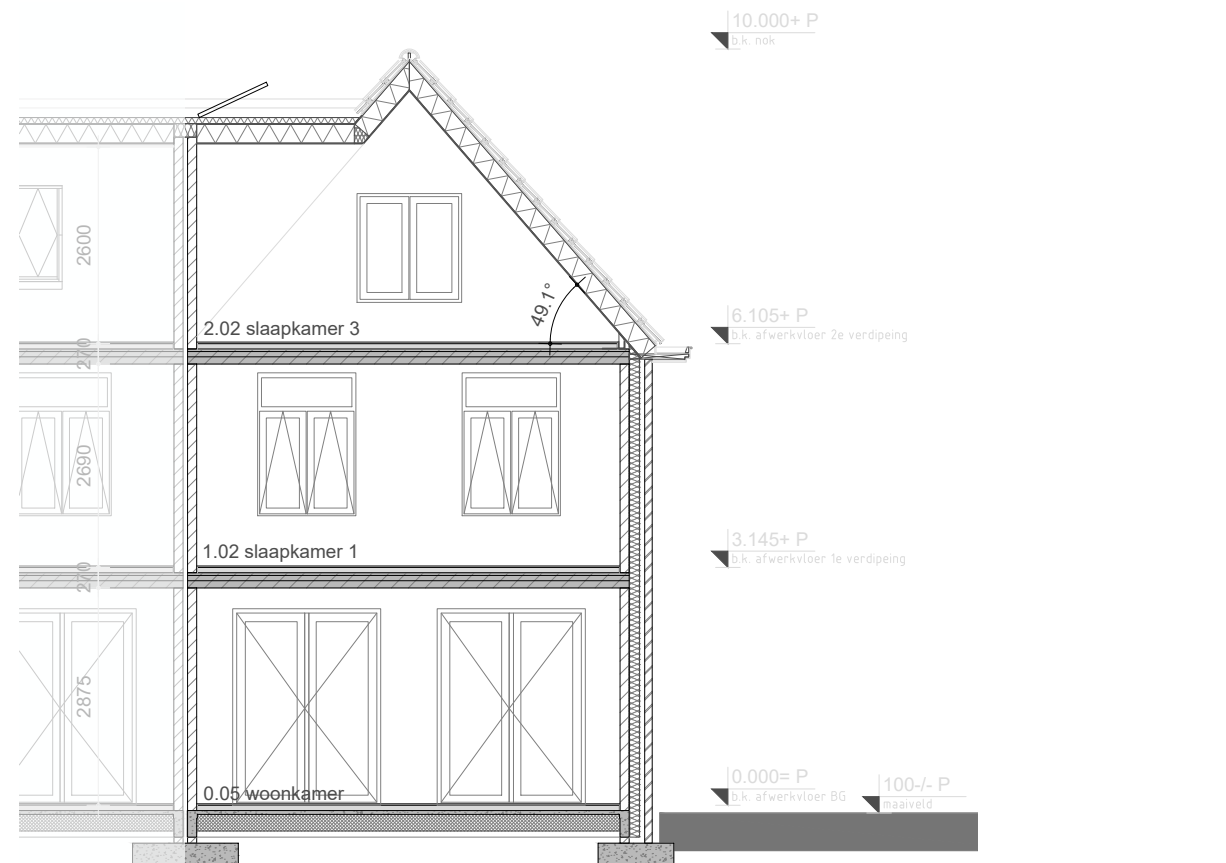 10.000+ P
b.k. nok
2600
49.1°
6.105+ P
b.k. afwerkvloer 2e verdipeing
2.02 slaapkamer 3
270
2690
3.145+ P
b.k. afwerkvloer 1e verdipeing
1.02 slaapkamer 1
270
2875
0.000= P
b.k. afwerkvloer BG
100-/- P
maaiveld
0.05 woonkamer